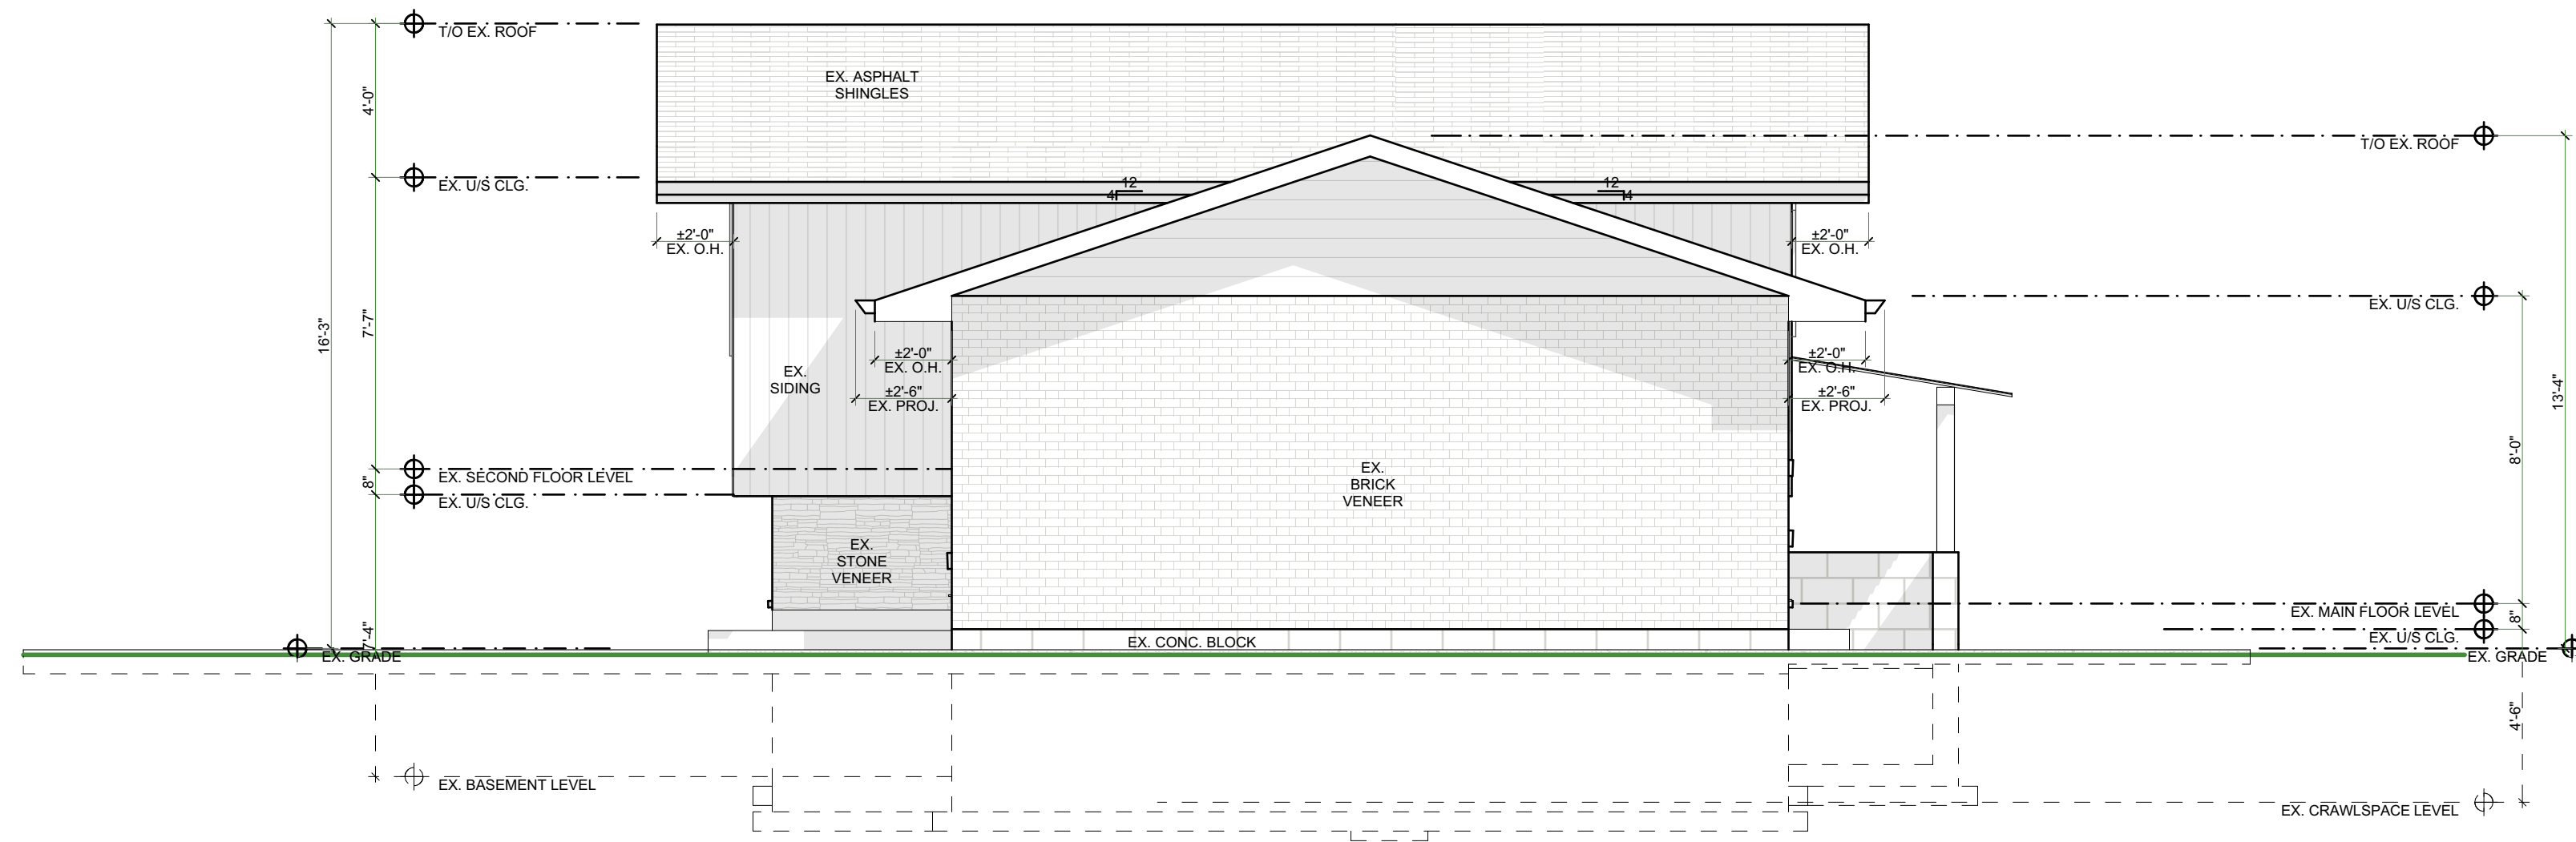 T/O EX. ROOF
EX. ASPHALT
SHINGLES
4'-0"
T/O EX. ROOF
EX. U/S CLG.
12
4
12
4
±2'-0"
EX. O.H.
±2'-0"
EX. O.H.
EX. U/S CLG.
16'-3"
7'-7"
13'-4"
±2'-0"
EX. O.H.
±2'-0"
EX. O.H.
EX.
SIDING
±2'-6"
EX. PROJ.
±2'-6"
EX. PROJ.
8'-0"
EX. SECOND FLOOR LEVEL
8"
EX. U/S CLG.
EX.
BRICK
VENEER
EX.
STONE
VENEER
EX. MAIN FLOOR LEVEL
8"
EX. U/S CLG.
7'-4"
EX. CONC. BLOCK
EX. GRADE
EX. GRADE
4'-6"
EX. BASEMENT LEVEL
EX. CRAWLSPACE LEVEL